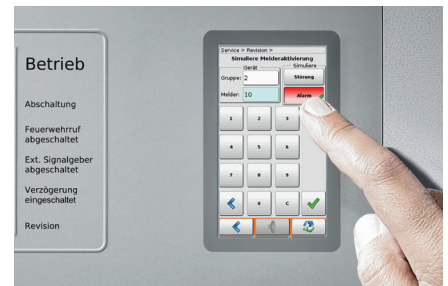 Betrieb
Abschaltung
Feuerwehrruf
abgeschaltet
Ext. Signalgeber
abgeschaltet
Verzögerung
eingeschaltet
Revision
Service > Revision >
Simuliere Melderaktivierung
Gerät
Simuliere
Gruppe: 2
Störung
Melder: 10
Alarm
1 2 3
4 5 6
7 8 9
0 C